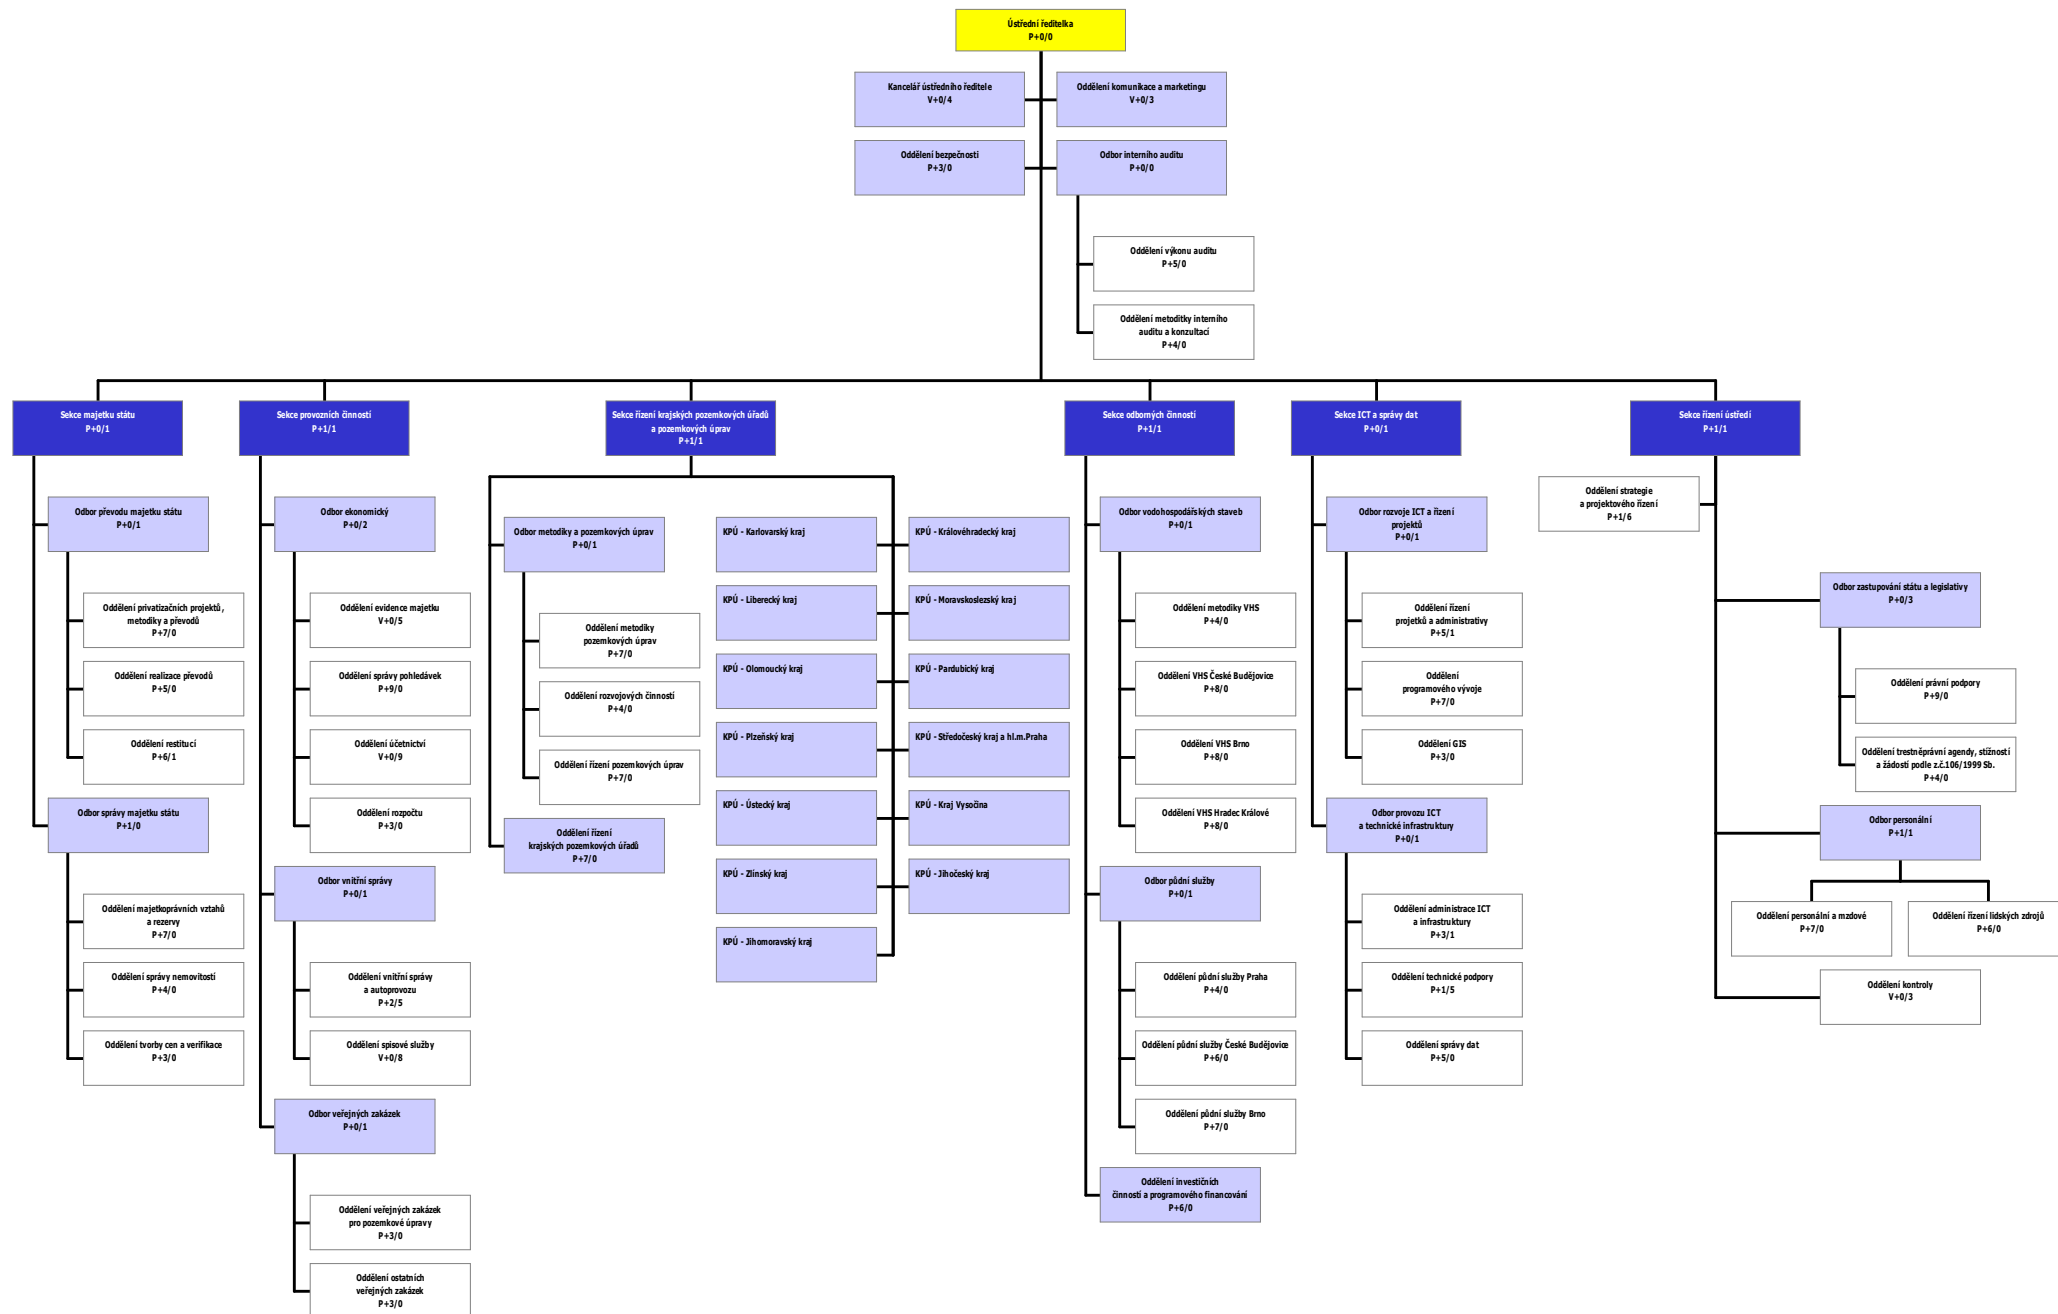 Ústřední ředitelka
P+0/0
Kancelář ústředního ředitele
V+0/4
Oddělení komunikace a marketingu
V+0/3
Oddělení bezpečnosti
P+3/0
Odbor interního auditu
P+0/0
Oddělení výkonu auditu
P+5/0
Oddělení metoditky interního
auditu a konzultací
P+4/0
Sekce majetku státu
P+0/1
Odbor převodu majetku státu
P+0/1
Oddělení privatizačních projektů,
metodiky a převodů
P+7/0
Oddělení realizace převodů
P+5/0
Oddělení restitucí
P+6/1
Odbor správy majetku státu
P+1/0
Oddělení majetkoprávních vztahů
a rezervy
P+7/0
Oddělení správy nemovitostí
P+4/0
Oddělení tvorby cen a verifikace
P+3/0
Sekce provozních činností
P+1/1
Odbor ekonomický
P+0/2
Oddělení evidence majetku
V+0/5
Oddělení správy pohledávek
P+9/0
Oddělení účetnictví
V+0/9
Oddělení rozpočtu
P+3/0
Odbor vnitřní správy
P+0/1
Oddělení vnitřní správy
a autoprovozu
P+2/5
Oddělení spisové služby
V+0/8
Odbor veřejných zakázek
P+0/1
Oddělení veřejných zakázek
pro pozemkové úpravy
P+3/0
Oddělení ostatních
veřejných zakázek
P+3/0
Sekce řízení krajských pozemkových úřadů
a pozemkových úprav
P+1/1
Odbor metodiky a pozemkových úprav
P+0/1
Oddělení metodiky
pozemkových úprav
P+7/0
Oddělení rozvojových činností
P+4/0
Oddělení řízení pozemkových úprav
P+7/0
Oddělení řízení
krajských pozemkových úřadů
P+7/0
KPÚ - Karlovarský kraj
KPÚ - Královéhradecký kraj
KPÚ - Liberecký kraj
KPÚ - Moravskoslezský kraj
KPÚ - Olomoucký kraj
KPÚ - Pardubický kraj
KPÚ - Plzeňský kraj
KPÚ - Středočeský kraj a hl.m.Praha
KPÚ - Ústecký kraj
KPÚ - Kraj Vysočina
KPÚ - Zlínský kraj
KPÚ - Jihočeský kraj
KPÚ - Jihomoravský kraj
Sekce odborných činností
P+1/1
Odbor vodohospodářských staveb
P+0/1
Oddělení metodiky VHS
P+4/0
Oddělení VHS České Budějovice
P+8/0
Oddělení VHS Brno
P+8/0
Oddělení VHS Hradec Králové
P+8/0
Odbor půdní služby
P+0/1
Oddělení půdní služby Praha
P+4/0
Oddělení půdní služby České Budějovice
P+6/0
Oddělení půdní služby Brno
P+7/0
Oddělení investičních
činností a programového financování
P+6/0
Sekce ICT a správy dat
P+0/1
Odbor rozvoje ICT a řízení
projektů
P+0/1
Oddělení řízení
projetků a administrativy
P+5/1
Oddělení
programového vývoje
P+7/0
Oddělení GIS
P+3/0
Odbor provozu ICT
a technické infrastruktury
P+0/1
Oddělení administrace ICT
a infrastruktury
P+3/1
Oddělení technické podpory
P+1/5
Oddělení správy dat
P+5/0
Sekce řízení ústředí
P+1/1
Oddělení strategie
a projektového řízení
P+1/6
Odbor zastupování státu a legislativy
P+0/3
Oddělení právní podpory
P+9/0
Oddělení trestněprávní agendy, stížností
a žádostí podle z.č.106/1999 Sb.
P+4/0
Odbor personální
P+1/1
Oddělení personální a mzdové
P+7/0
Oddělení řízení lidských zdrojů
P+6/0
Oddělení kontroly
V+0/3